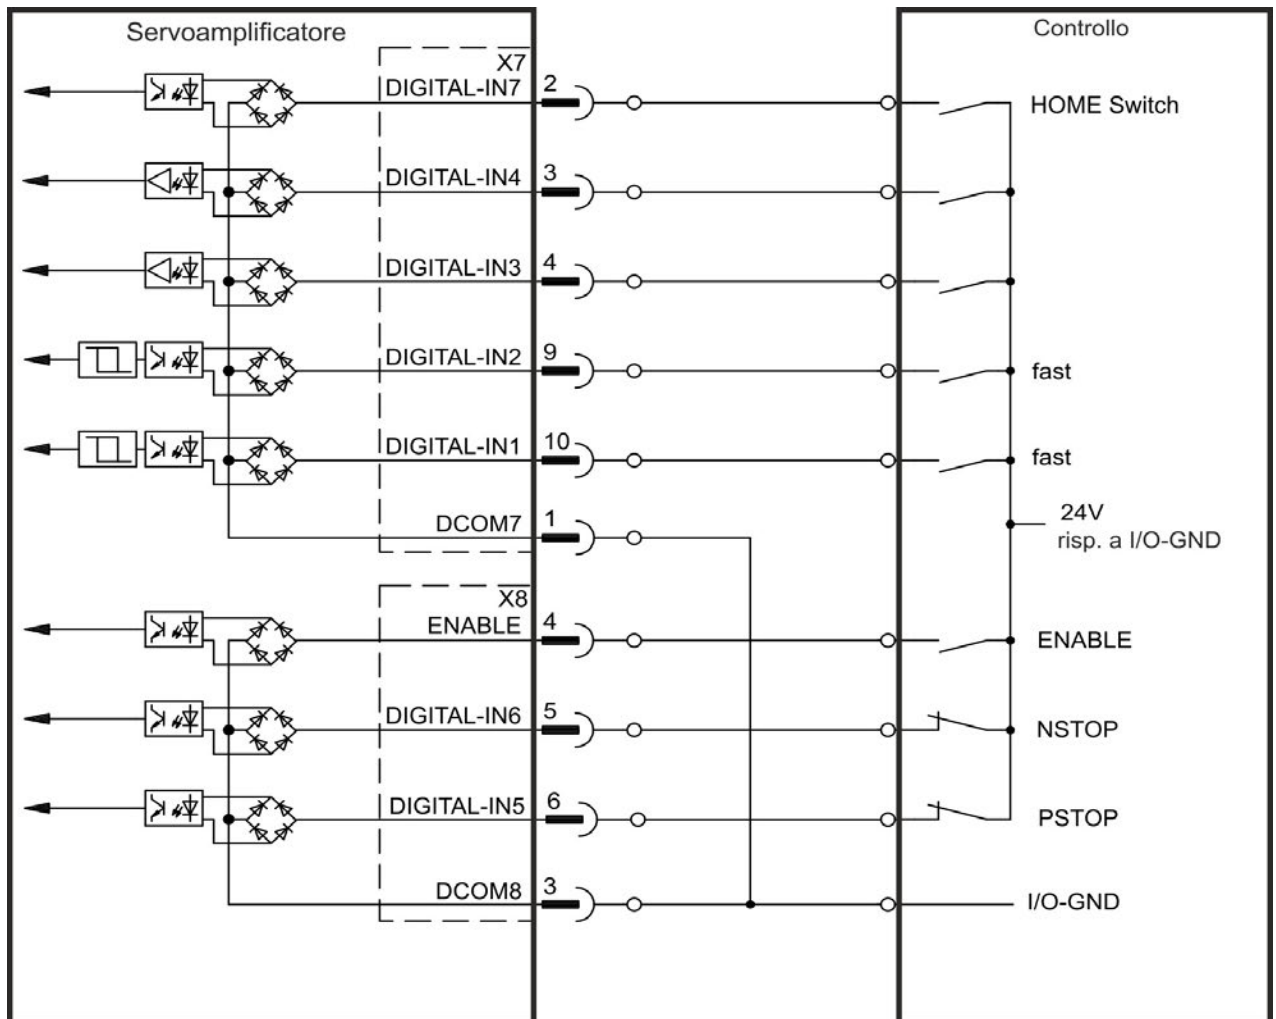 Servoamplificatore
Controllo
X7
DIGITAL-IN7 2 HOME Switch
DIGITAL-IN4 3
DIGITAL-IN3 4
DIGITAL-IN2 9 fast
DIGITAL-IN1 10 fast
DCOM7 1
24V
risp. a I/O-GND
X8
ENABLE 4 ENABLE
DIGITAL-IN6 5 NSTOP
DIGITAL-IN5 6 PSTOP
DCOM8 3 I/O-GND